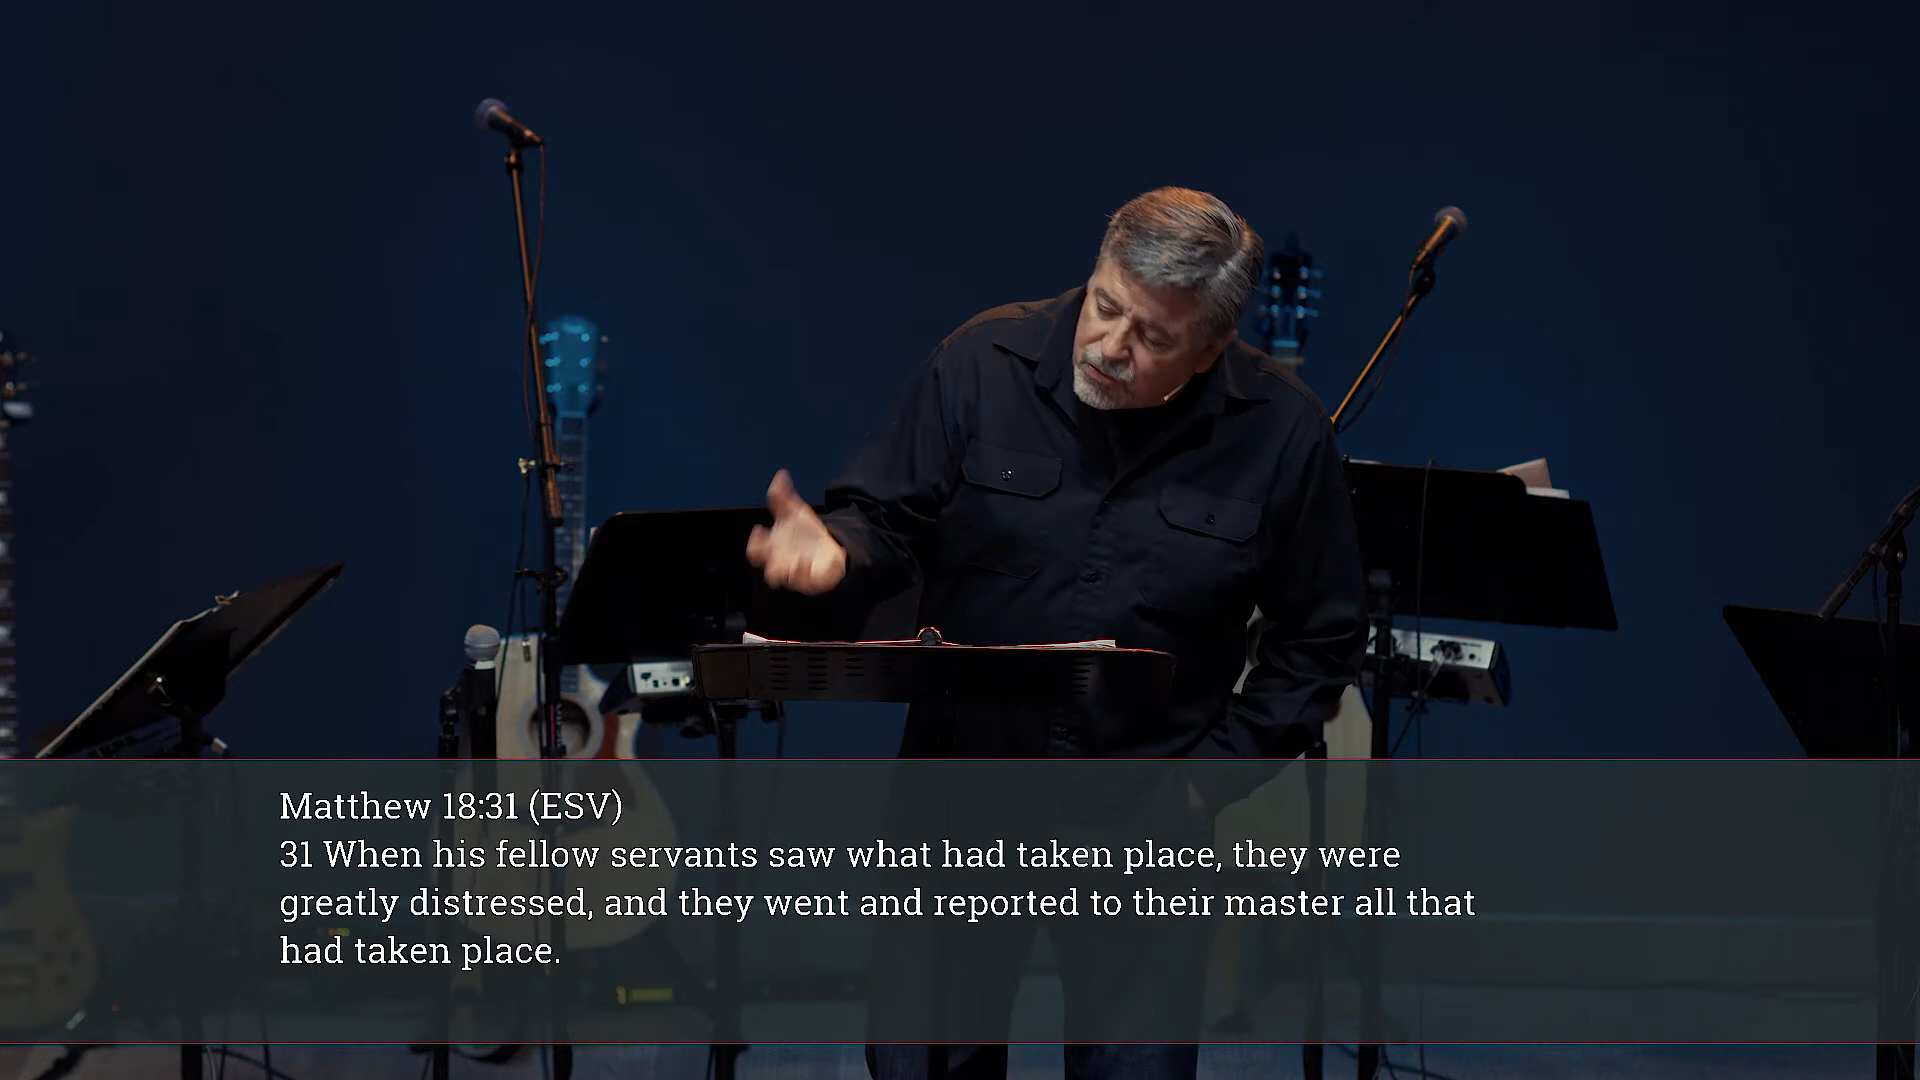 Matthew 18:31 (ESV)
31 When his fellow servants saw what had taken place, they were
greatly distressed, and they went and reported to their master all that
had taken place.